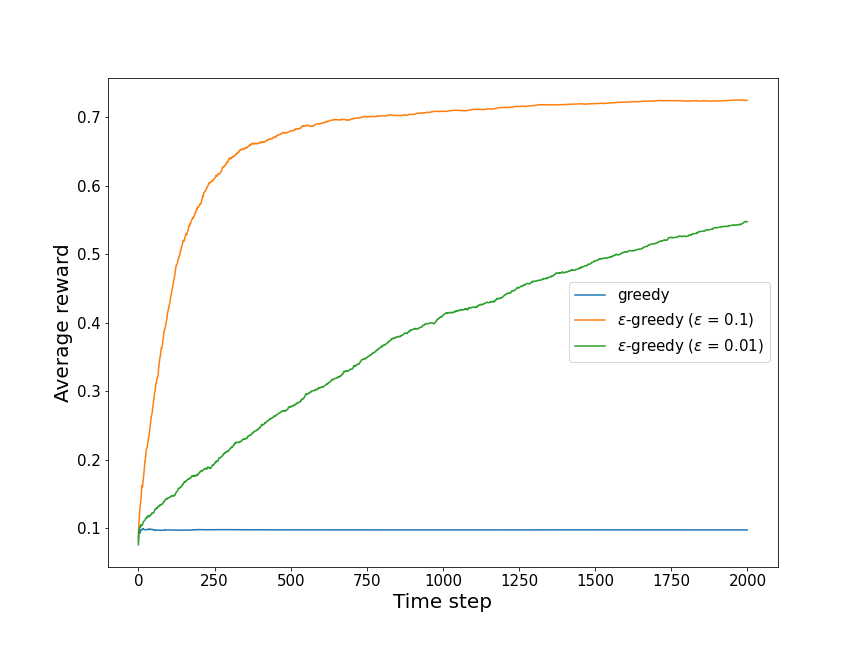 Average reward
0.7
0.6
0.5
0.4
0.3
0.2
0.1
greedy
ε-greedy (ε = 0.1)
ε-greedy (ε = 0.01)
0 250 500 750 1000 1250 1500 1750 2000
Time step